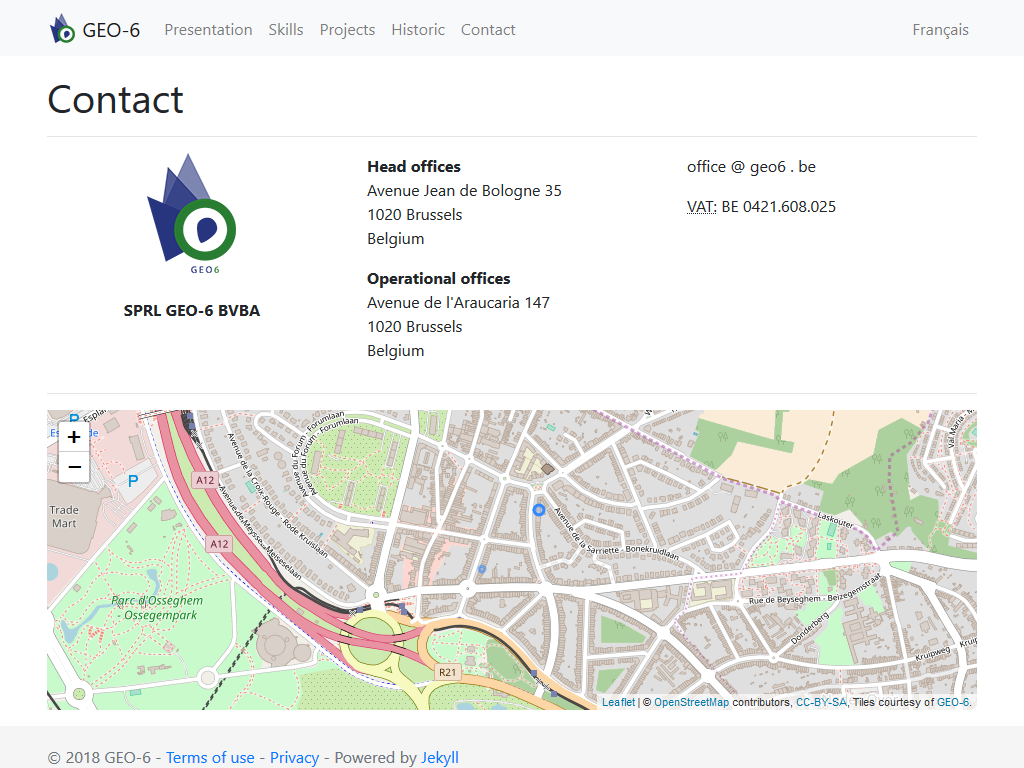 GEO-6 Presentation Skills Projects Historic Contact Français
Contact
GEO6
SPRL GEO-6 BVBA
Head offices
Avenue Jean de Bologne 35
1020 Brussels
Belgium
Operational offices
Avenue de l'Araucaria 147
1020 Brussels
Belgium
office @ geo6 . be
VAT: BE 0421.608.025
+
−
P
P
Trade
Mart
A12
A12
Avenue de la Croix-Rouge - Rode Kruislaan
Avenue de Meysse - Meiseselaan
Avenue du Forum - Forumlaan
Avenue du Forum - Forumlaan
Avenue de la Sarriette - Bonekruidlaan
Laskouter
Parc d'Osseghem
Ossegempark
Rue de Beyseghem - Beizegemstraat
Donderberg
Kruipweg
R21
Leaflet | © OpenStreetMap contributors, CC-BY-SA, Tiles courtesy of GEO-6.
© 2018 GEO-6 - Terms of use - Privacy - Powered by Jekyll